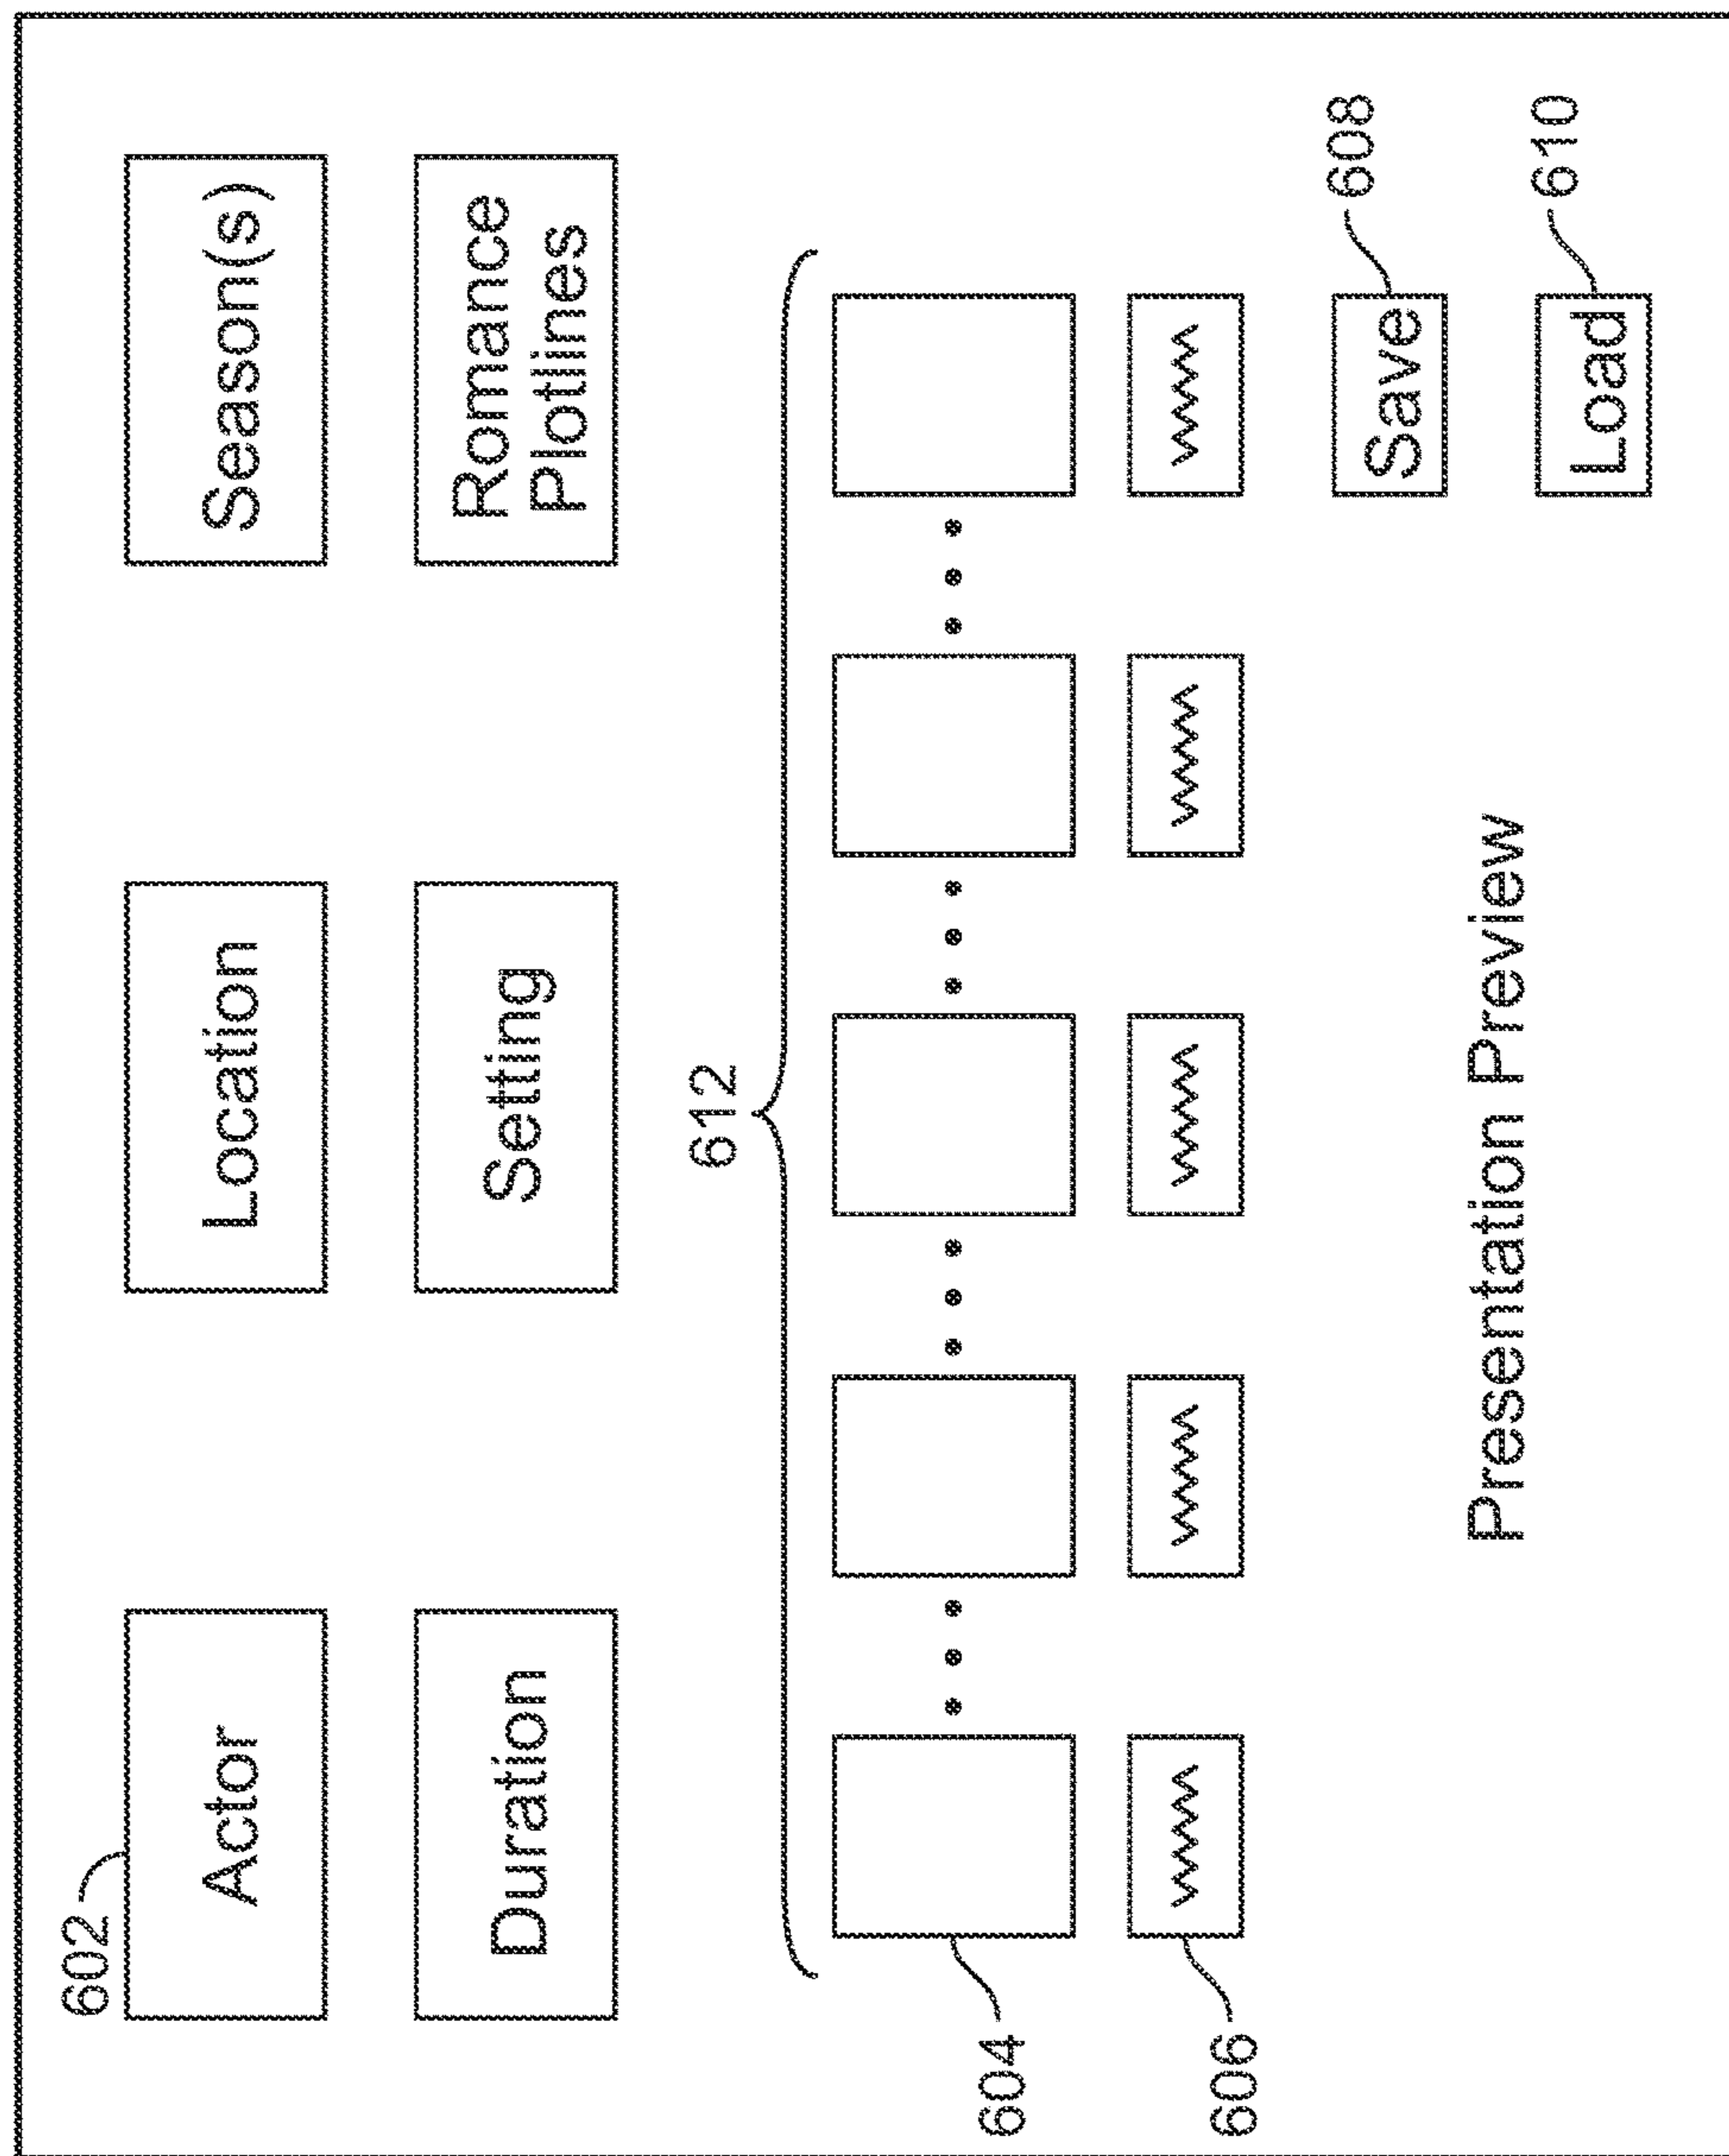 602
Actor
Location
Season(s)
Duration
Setting
Romance
Plotlines
612
604
606
608
Save
Presentation Preview
610
Load